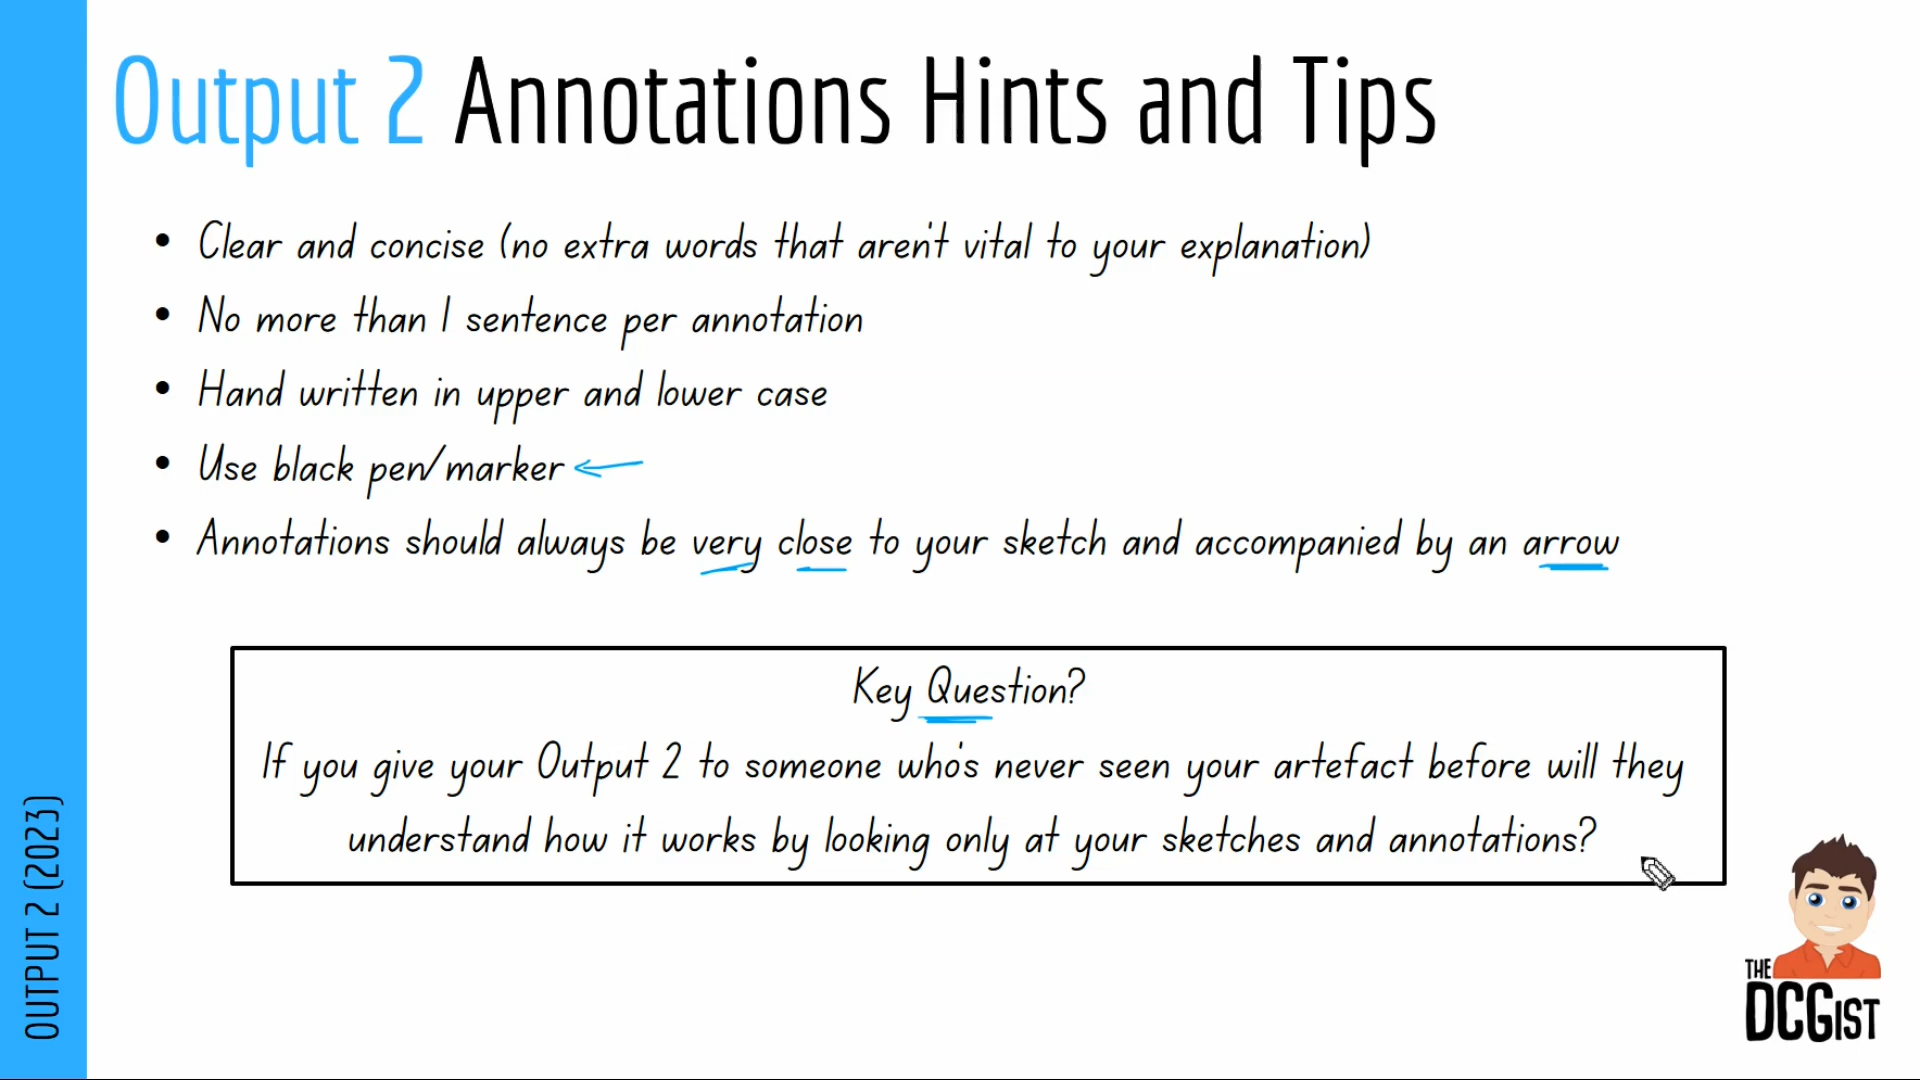 Output 2 Annotations Hints and Tips
• Clear and concise (no extra words that aren't vital to your explanation)
• No more than 1 sentence per annotation
• Hand written in upper and lower case
• Use black pen/marker
• Annotations should always be very close to your sketch and accompanied by an arrow
Key Question?
If you give your Output 2 to someone who's never seen your artefact before will they
understand how it works by looking only at your sketches and annotations?
OUTPUT 2 (2023)
THE
DCGIST